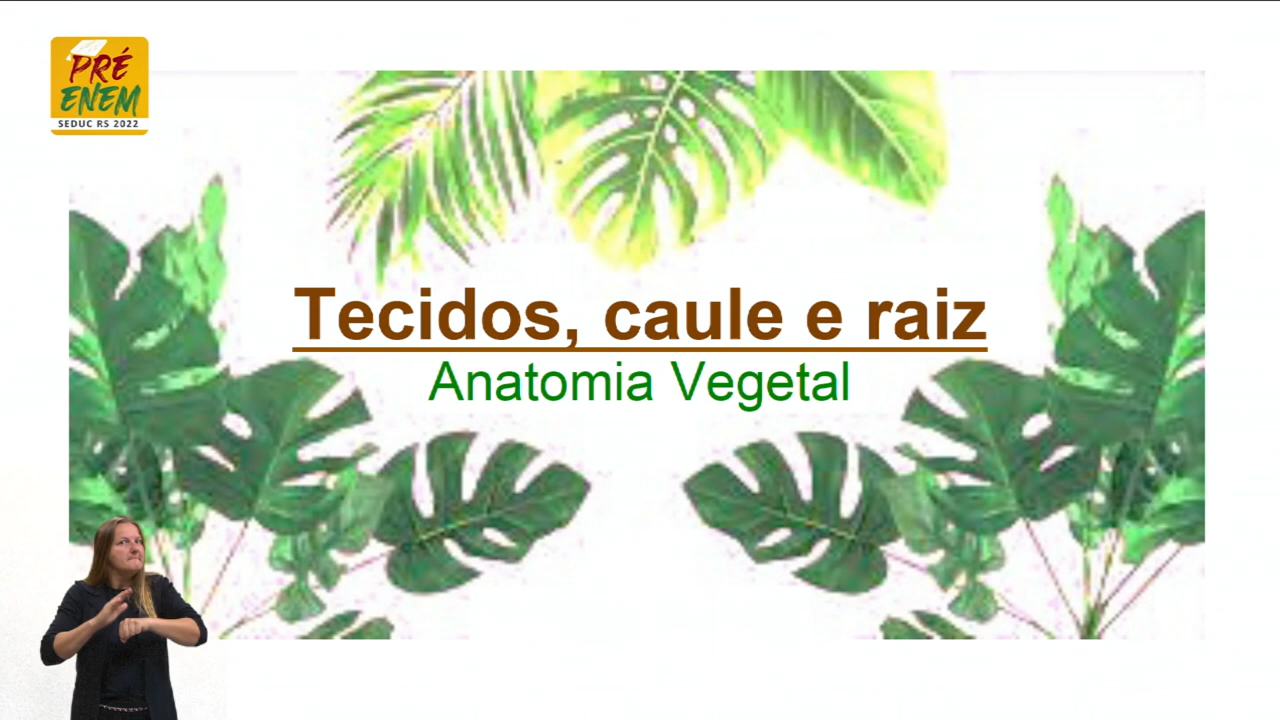 PRÉ
ENEM
SEDUC RS 2022
Tecidos, caule e raiz
Anatomia Vegetal